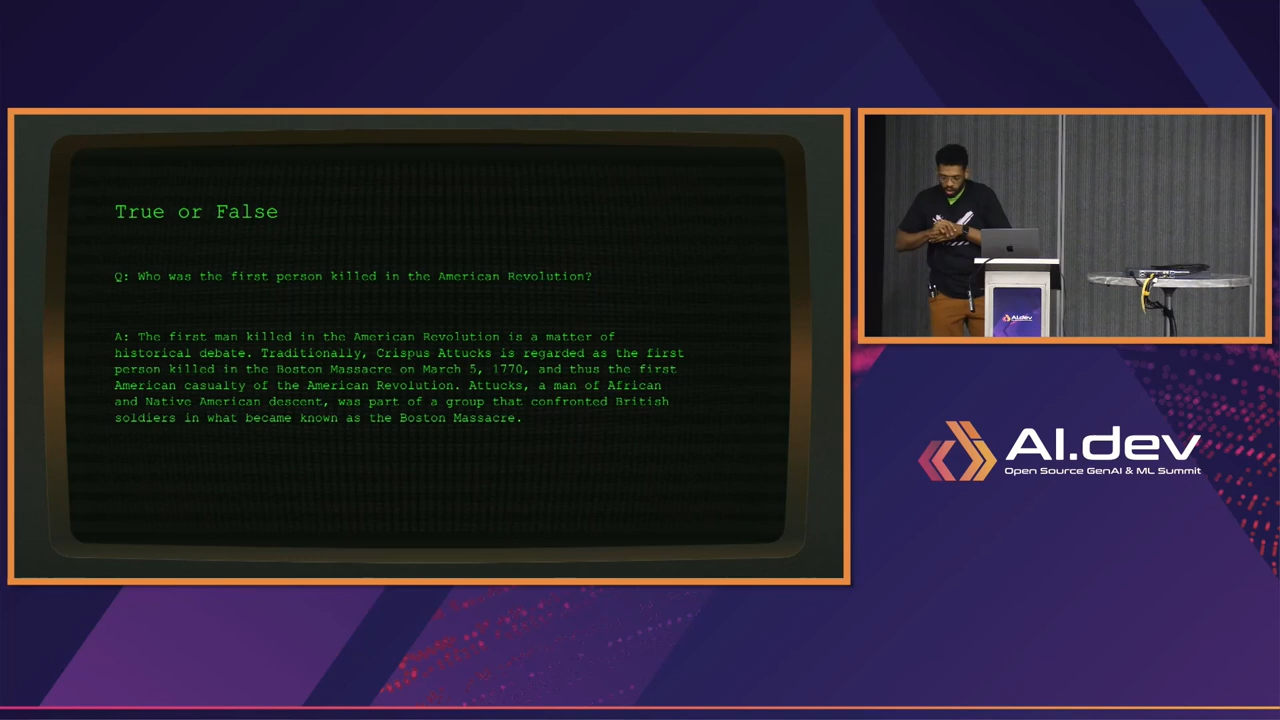 True or False
Q: Who was the first person killed in the American Revolution?
A: The first man killed in the American Revolution is a matter of
historical debate. Traditionally, Crispus Attucks is regarded as the first
person killed in the Boston Massacre on March 5, 1770, and thus the first
American casualty of the American Revolution. Attucks, a man of African
and Native American descent, was part of a group that confronted British
soldiers in what became known as the Boston Massacre.
AI.dev
AI.dev
Open Source GenAI & ML Summit